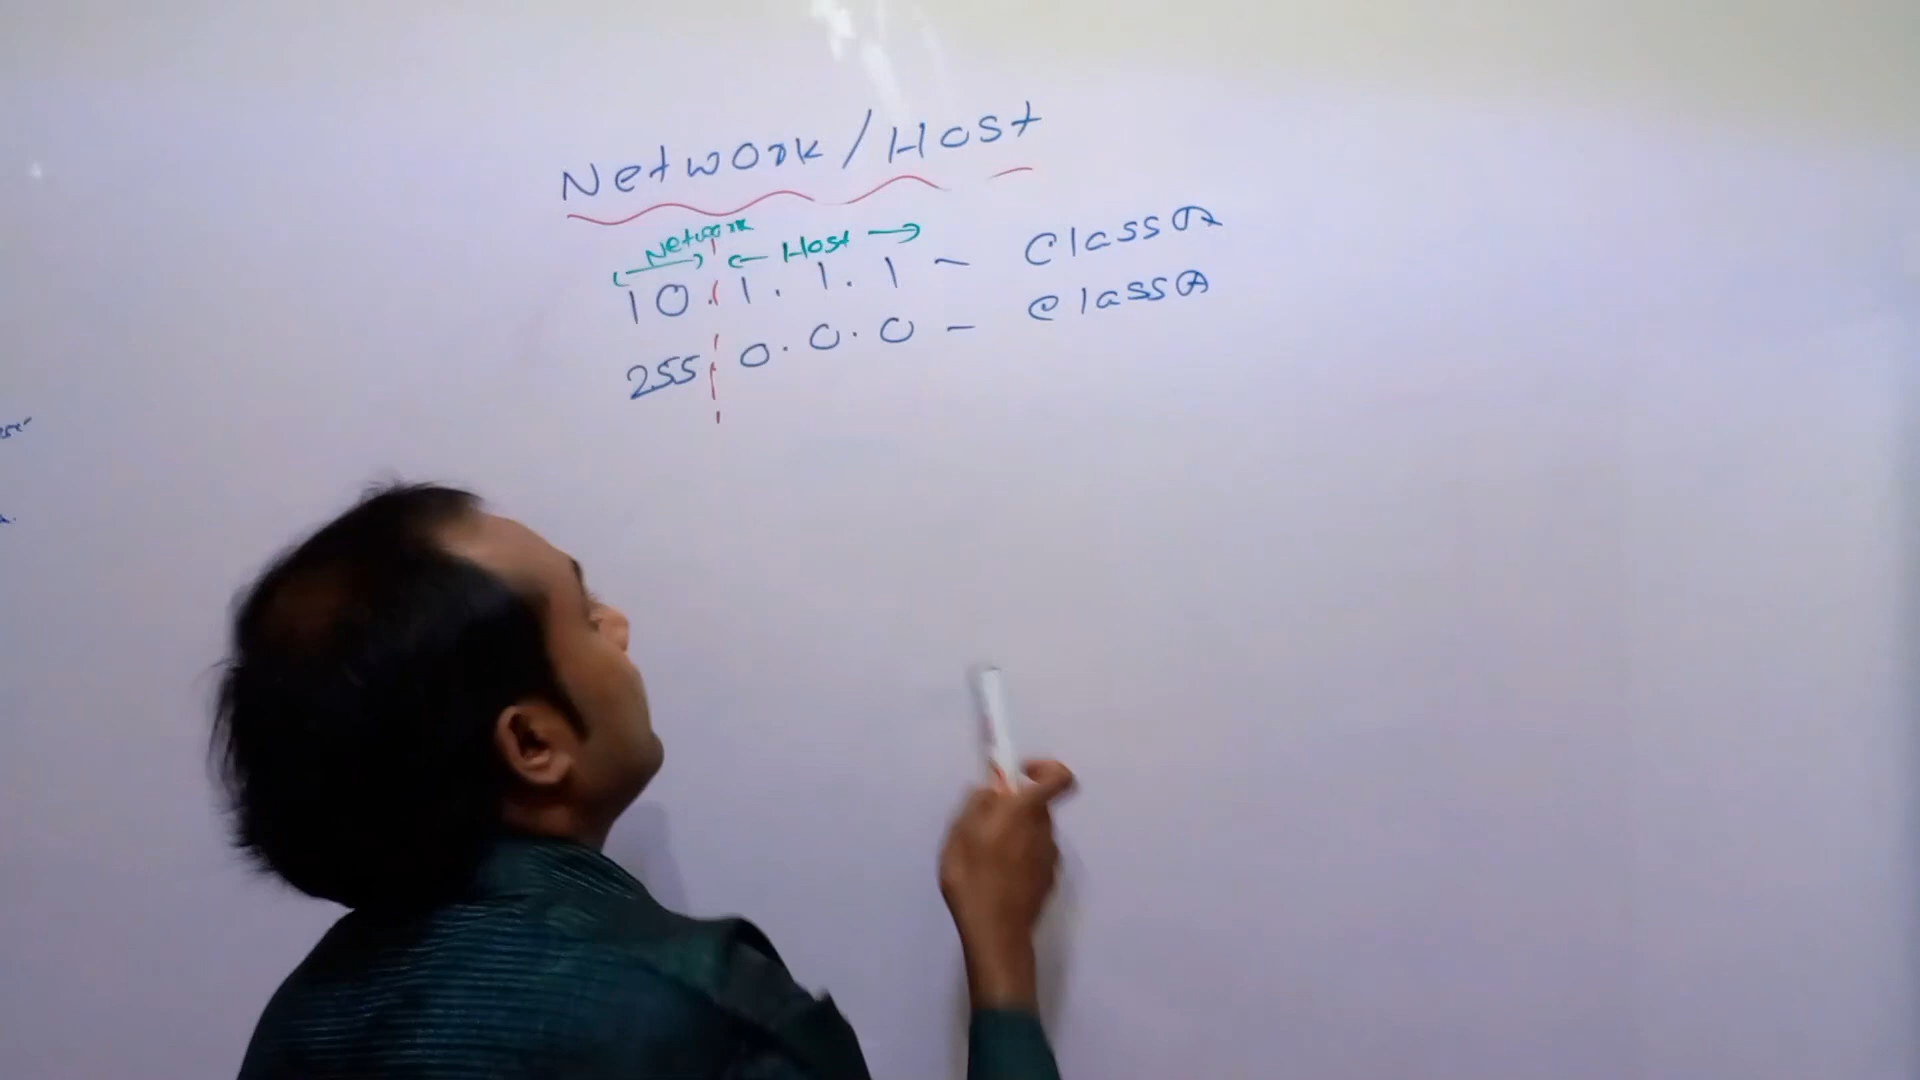 Network/Host
Network Host
10.1.1.1 - Class A
255.0.0.0 - Class A